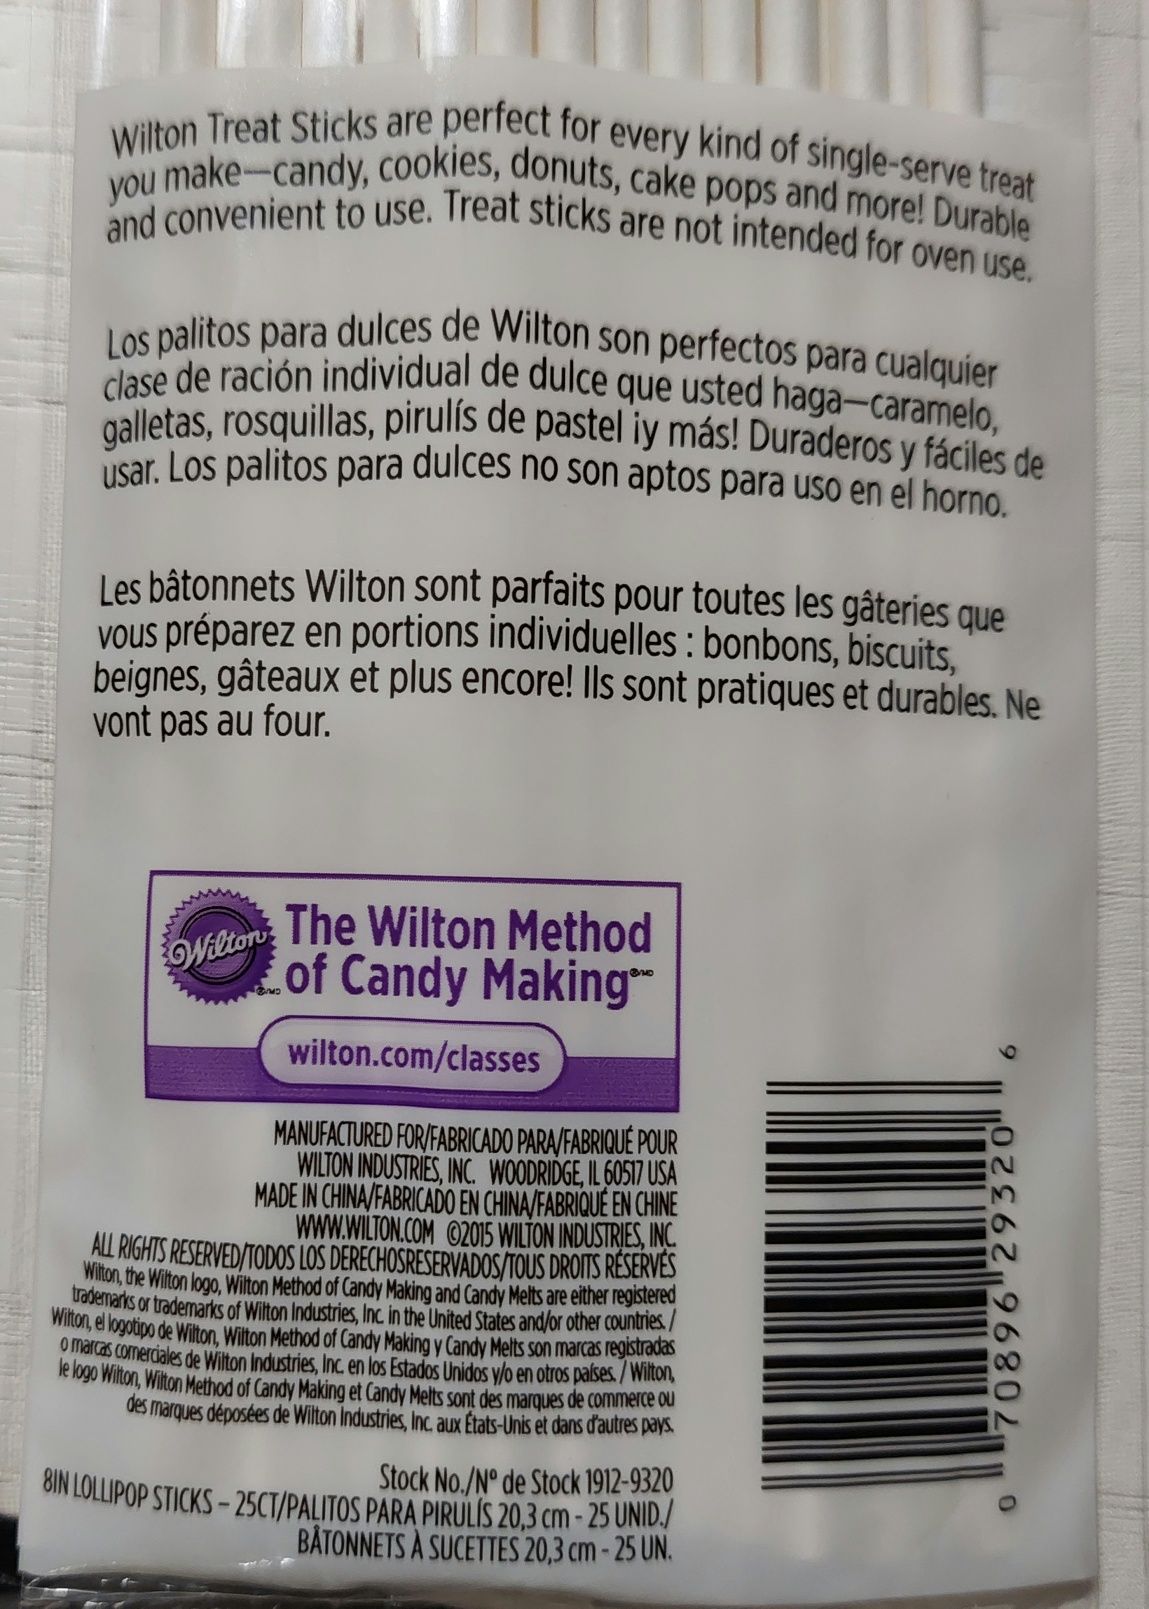 Wilton Treat Sticks are perfect for every kind of single-serve treat
you make—candy, cookies, donuts, cake pops and more! Durable
and convenient to use. Treat sticks are not intended for oven use.
Los palitos para dulces de Wilton son perfectos para cualquier
clase de ración individual de dulce que usted haga—caramelo,
galletas, rosquillas, pirulís de pastel ¡y más! Duraderos y fáciles de
usar. Los palitos para dulces no son aptos para uso en el horno.
Les bâtonnets Wilton sont parfaits pour toutes les gâteries que
vous préparez en portions individuelles : bonbons, biscuits,
beignes, gâteaux et plus encore! Ils sont pratiques et durables. Ne
vont pas au four.
Wilton ®/MD
The Wilton Method
of Candy Making®/MD
wilton.com/classes
MANUFACTURED FOR/FABRICADO PARA/FABRIQUÉ POUR
WILTON INDUSTRIES, INC. WOODRIDGE, IL 60517 USA
MADE IN CHINA/FABRICADO EN CHINA/FABRIQUÉ EN CHINE
WWW.WILTON.COM ©2015 WILTON INDUSTRIES, INC.
ALL RIGHTS RESERVED/TODOS LOS DERECHOSRESERVADOS/TOUS DROITS RÉSERVÉS
Wilton, the Wilton logo, Wilton Method of Candy Making and Candy Melts are either registered
trademarks or trademarks of Wilton Industries, Inc. in the United States and/or other countries. /
Wilton, el logotipo de Wilton, Wilton Method of Candy Making y Candy Melts son marcas registradas
o marcas comerciales de Wilton Industries, Inc. en los Estados Unidos y/o en otros países. / Wilton,
le logo Wilton, Wilton Method of Candy Making et Candy Melts sont des marques de commerce ou
des marques déposées de Wilton Industries, Inc. aux États-Unis et dans d'autres pays.
Stock No./Nº de Stock 1912-9320
8IN LOLLIPOP STICKS – 25CT/PALITOS PARA PIRULÍS 20,3 cm - 25 UNID./
BÂTONNETS À SUCETTES 20,3 cm - 25 UN.
0 70896 29320 6